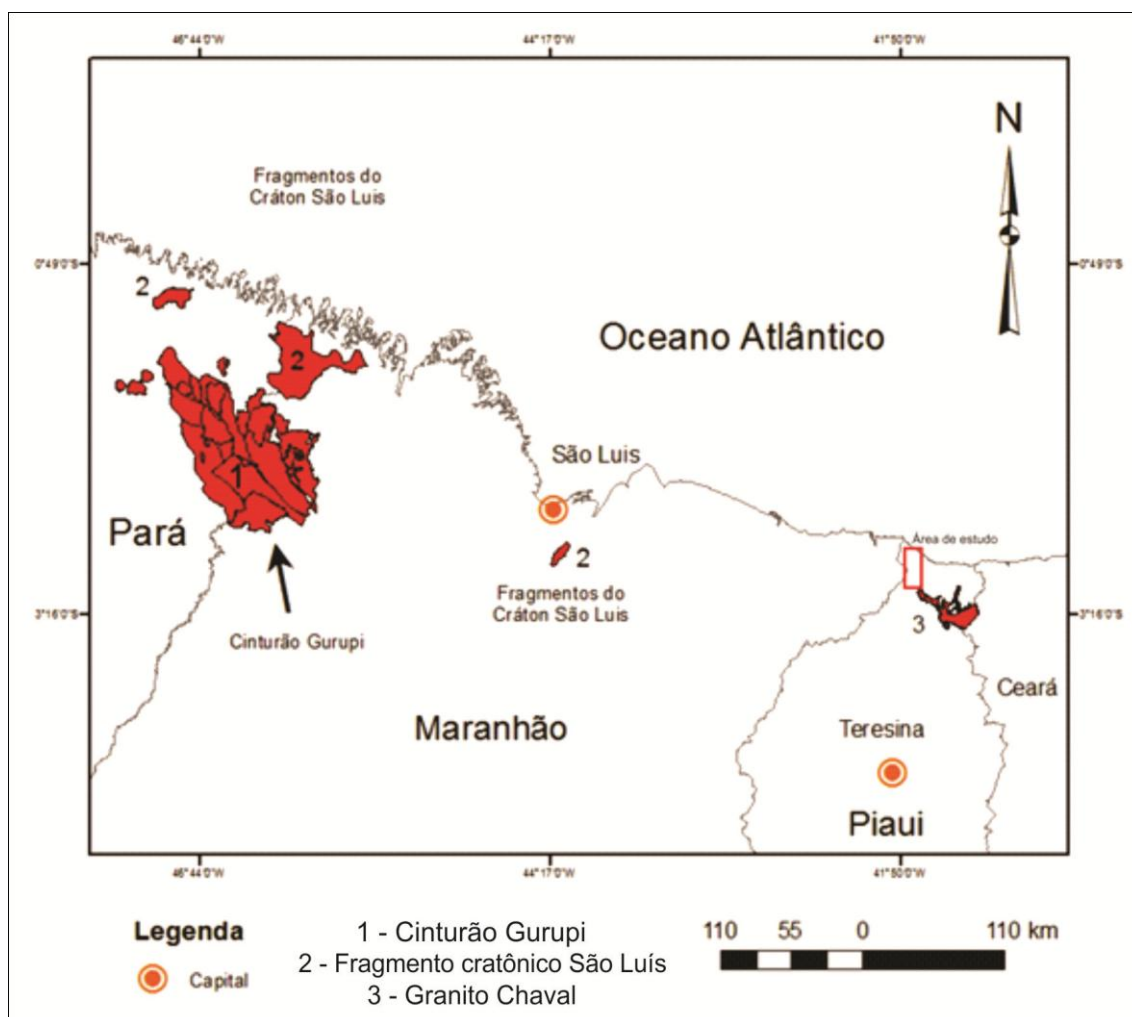 46°44'0"W 44°17'0"W 41°50'0"W
N
Fragmentos do
Cráton São Luis
0°49'0"S 0°49'0"S
2
2
Oceano Atlântico
São Luis
1
Pará
Área de estudo
2
Fragmentos do
Cráton São Luis
3°16'0"S 3°16'0"S
3
Cinturão Gurupi
Ceará
Maranhão
Teresina
Piaui
46°44'0"W 44°17'0"W 41°50'0"W
Legenda
Capital
1 - Cinturão Gurupi
2 - Fragmento cratônico São Luís
3 - Granito Chaval
110 55 0 110 km